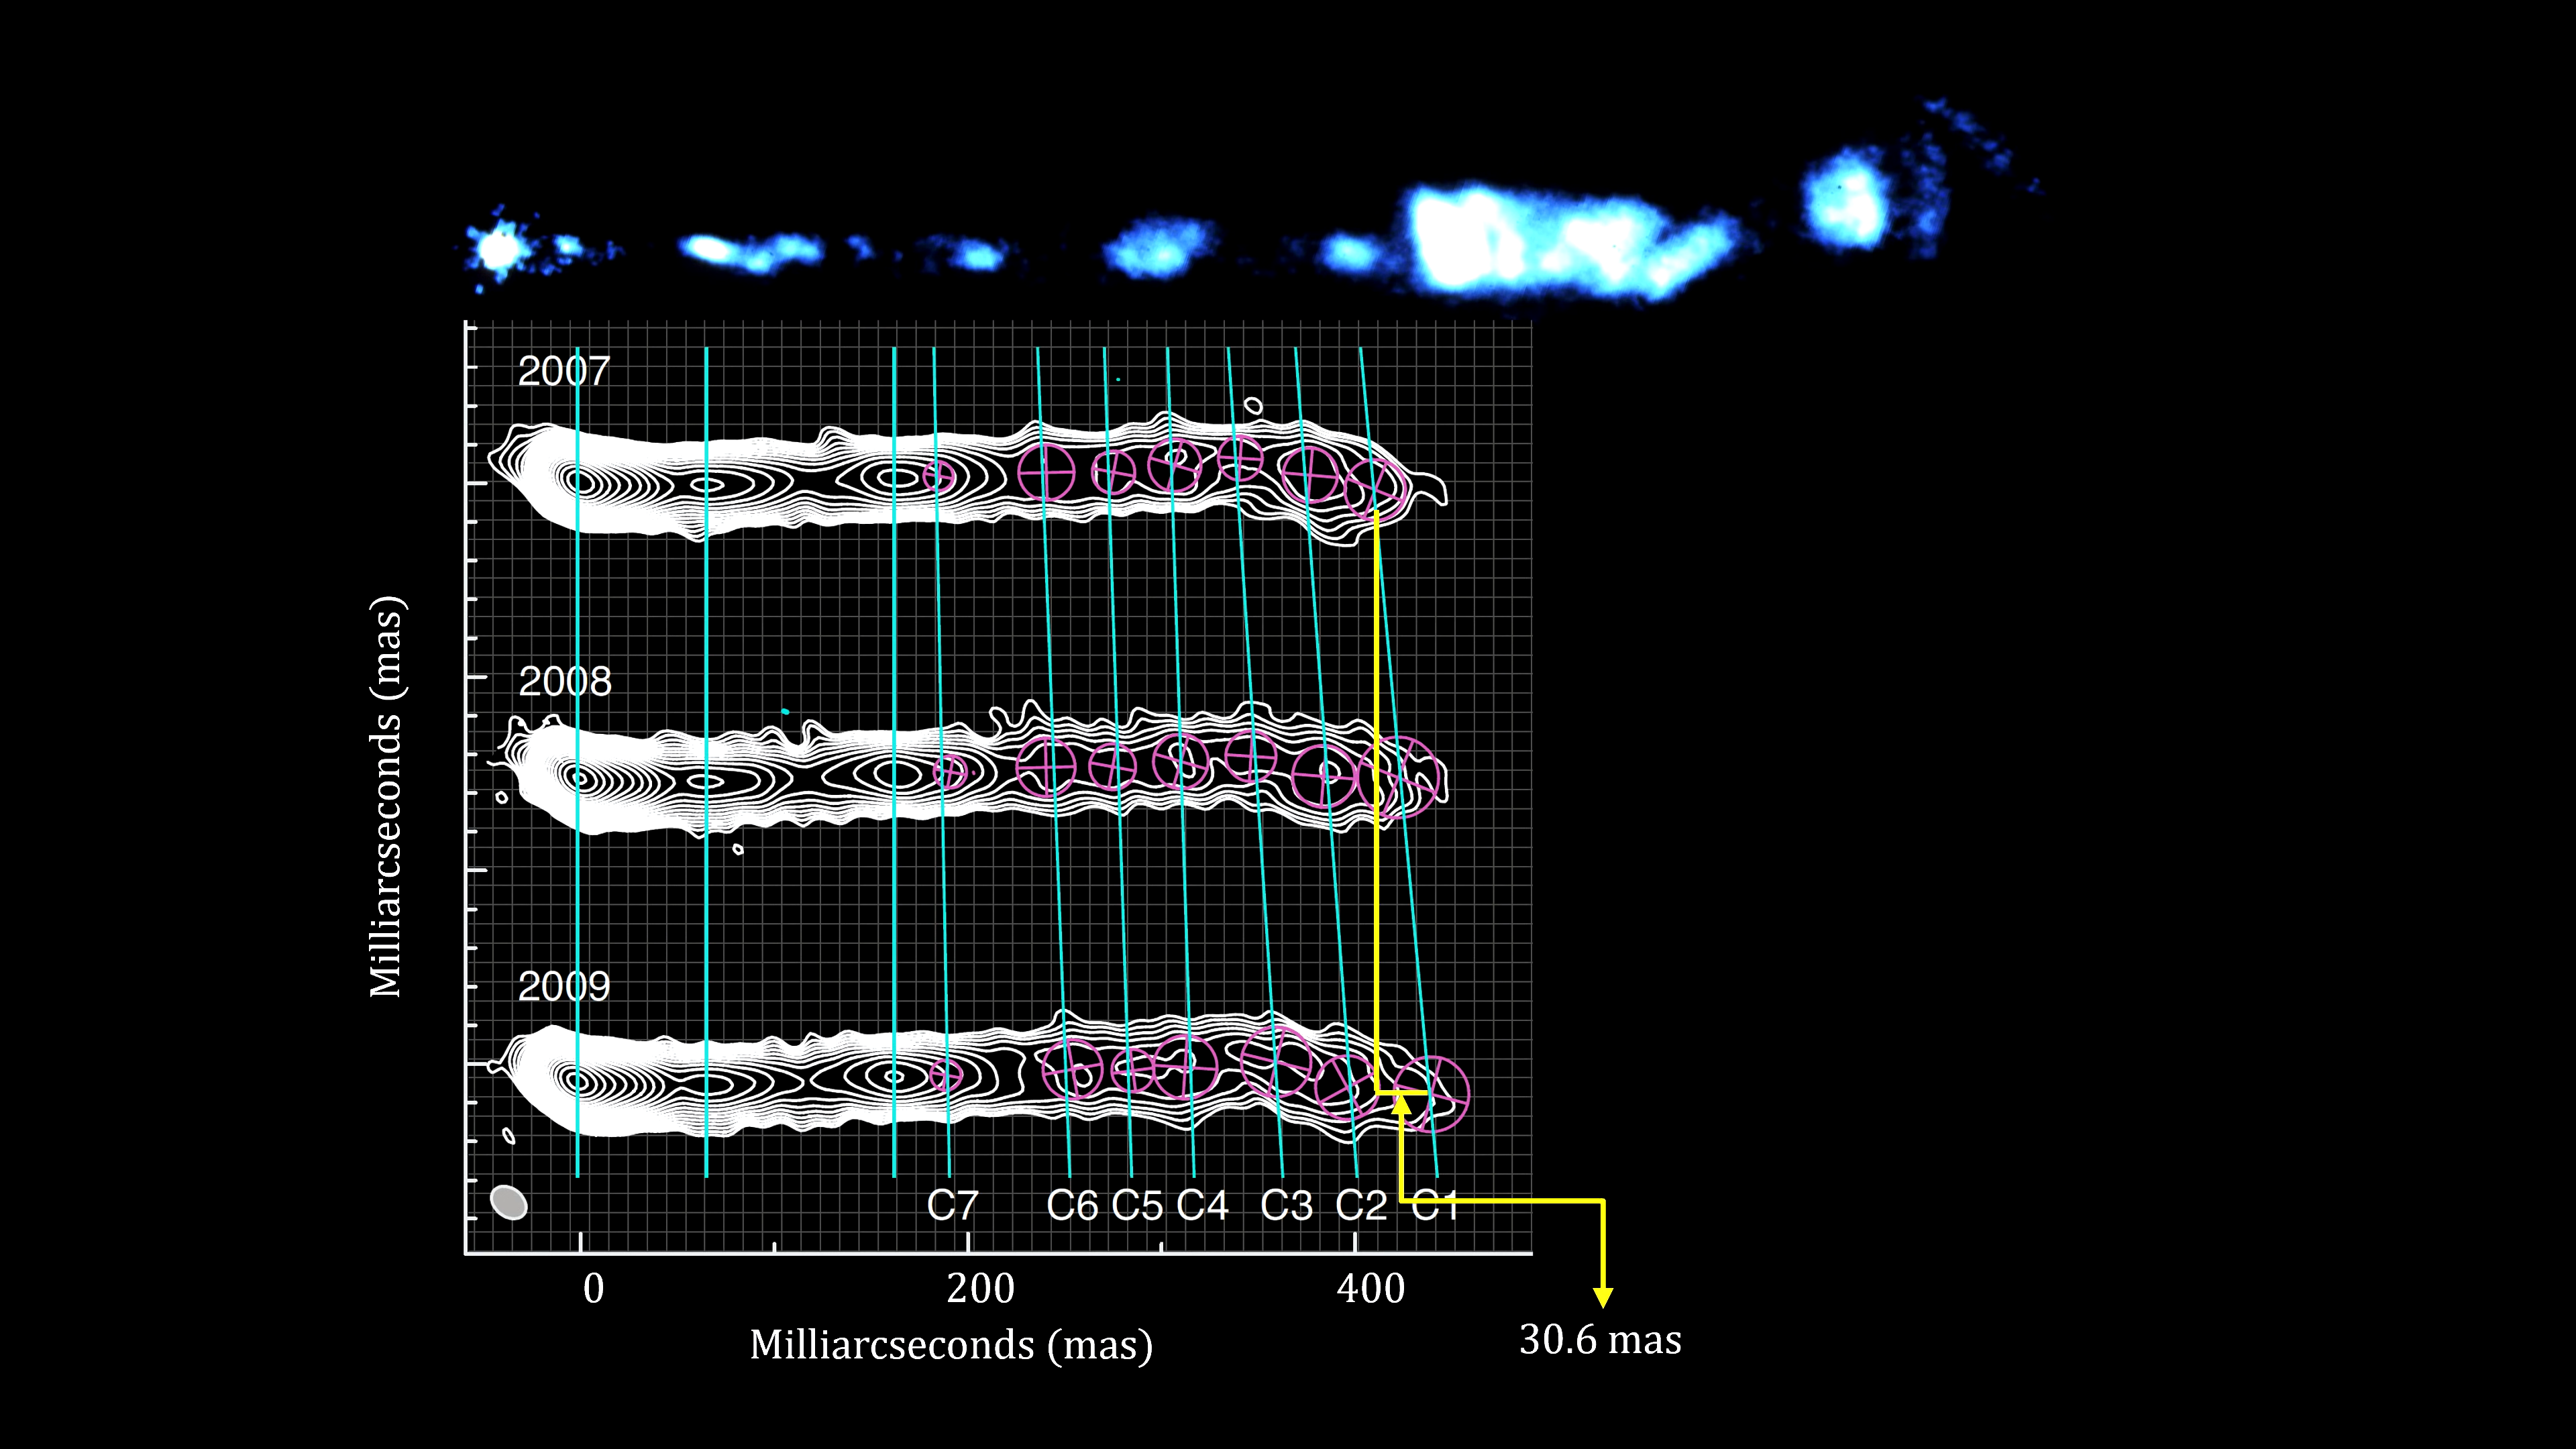 2007
2008
2009
Milliarcseconds (mas)
C7 C6 C5 C4 C3 C2 C1
0 200 400
Milliarcseconds (mas)
30.6 mas